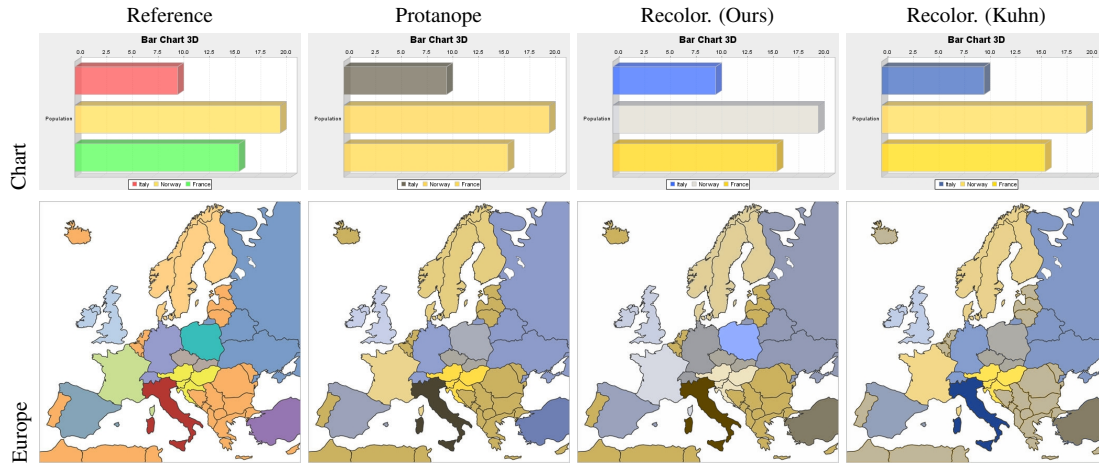 Reference Protanope Recolor. (Ours) Recolor. (Kuhn)
Chart
Bar Chart 3D
0.0 2.5 5.0 7.5 10.0 12.5 15.0 17.5 20.0
Population
Italy Norway France
Bar Chart 3D
0.0 2.5 5.0 7.5 10.0 12.5 15.0 17.5 20.0
Population
Italy Norway France
Bar Chart 3D
0.0 2.5 5.0 7.5 10.0 12.5 15.0 17.5 20.0
Population
Italy Norway France
Bar Chart 3D
0.0 2.5 5.0 7.5 10.0 12.5 15.0 17.5 20.0
Population
Italy Norway France
Europe